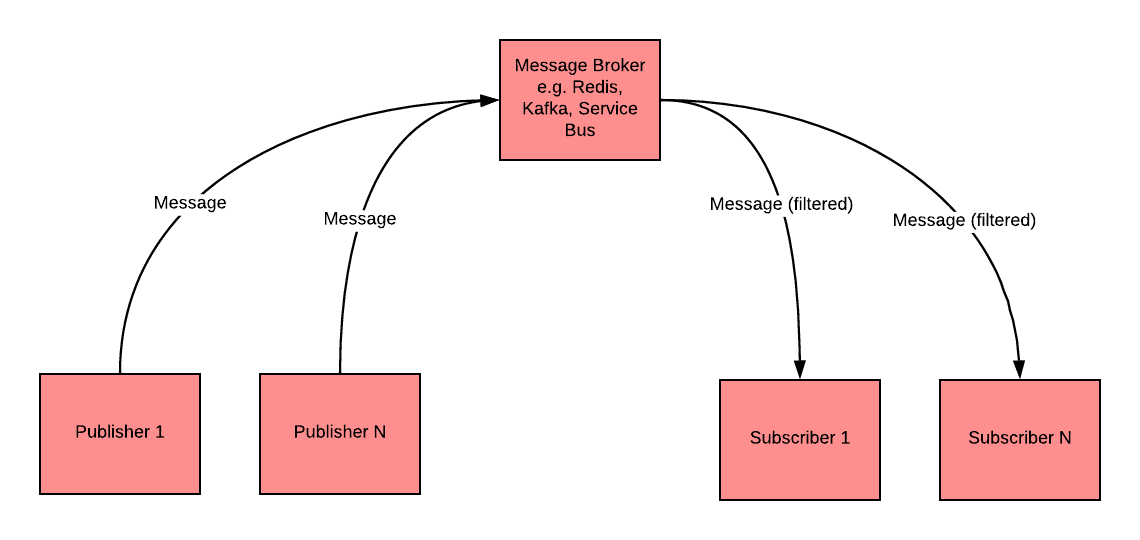 Message Broker
e.g. Redis,
Kafka, Service
Bus
Message
Message
Message (filtered)
Message (filtered)
Publisher 1
Publisher N
Subscriber 1
Subscriber N